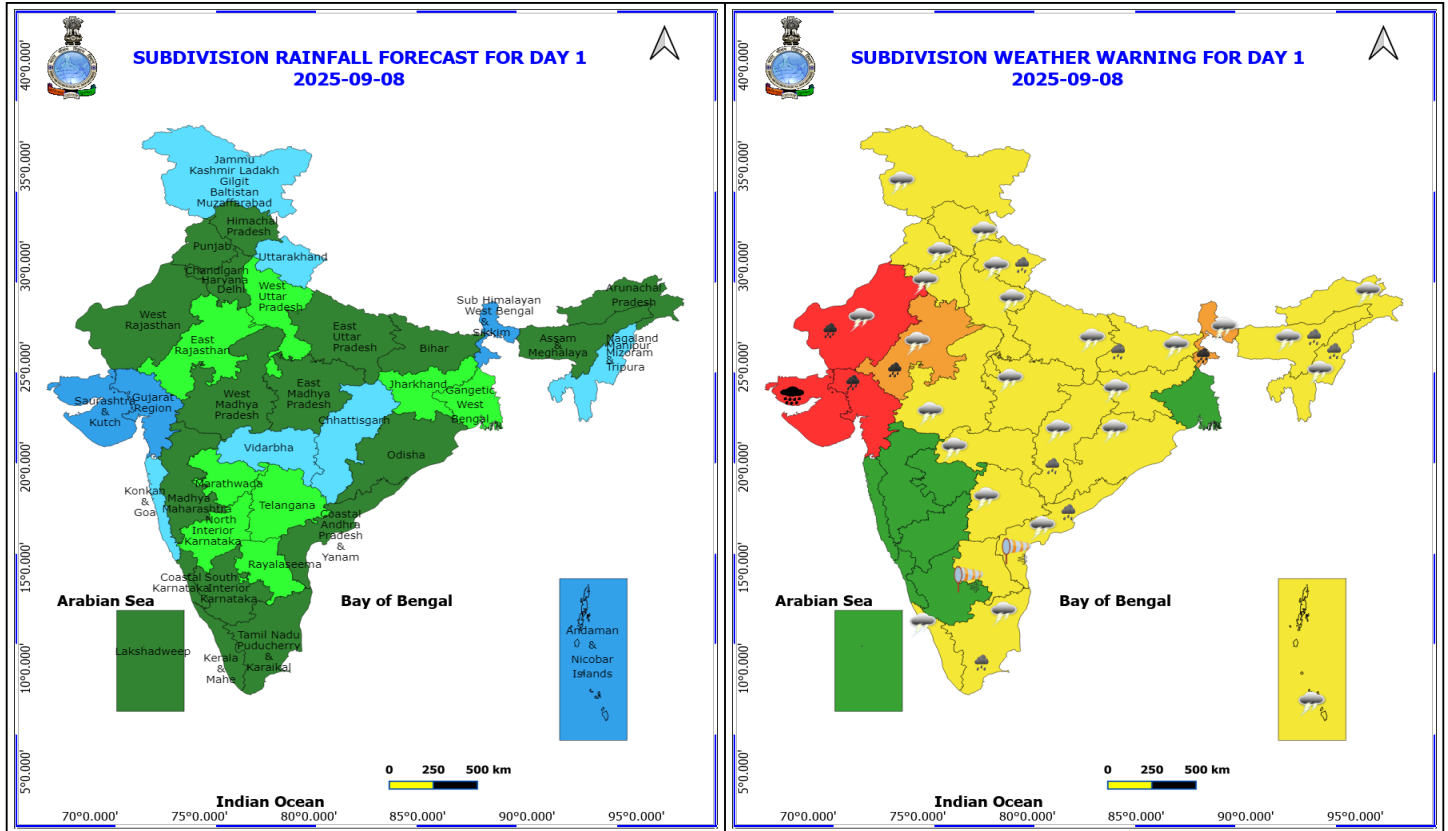 SUBDIVISION RAINFALL FORECAST FOR DAY 1
2025-09-08
40°0.000'
35°0.000'
30°0.000'
25°0.000'
20°0.000'
15°0.000'
10°0.000'
5°0.000'
Jammu
Kashmir Ladakh
Gilgit
Baltistan
Muzaffarabad
Himachal
Pradesh
Punjab
Uttarakhand
Chandigarh
Haryana
Delhi
West
Uttar
Pradesh
West
Rajasthan
East
Rajasthan
East
Uttar
Pradesh
Bihar
Sub Himalayan
West Bengal
&
Sikkim
Arunachal
Pradesh
Assam
&
Meghalaya
Nagaland
Manipur
Mizoram
&
Tripura
Saurashtra
&
Kutch
Gujarat
Region
West
Madhya
Pradesh
East
Madhya
Pradesh
Jharkhand
Gangetic
West
Bengal
Chhattisgarh
Vidarbha
Odisha
Konkan
&
Goa
Madhya
Maharashtra
Marathwada
Telangana
North
Interior
Karnataka
Coastal
Andhra
Pradesh
&
Yanam
Rayalaseema
Coastal
Karnataka
South
Interior
Karnataka
Arabian Sea
Bay of Bengal
Lakshadweep
Kerala
&
Mahe
Tamil Nadu
Puducherry
&
Karaikal
Andaman
&
Nicobar
Islands
0 250 500 km
Indian Ocean
70°0.000' 75°0.000' 80°0.000' 85°0.000' 90°0.000' 95°0.000'
SUBDIVISION WEATHER WARNING FOR DAY 1
2025-09-08
40°0.000'
35°0.000'
30°0.000'
25°0.000'
20°0.000'
15°0.000'
10°0.000'
5°0.000'
Arabian Sea
Bay of Bengal
0 250 500 km
Indian Ocean
70°0.000' 75°0.000' 80°0.000' 85°0.000' 90°0.000' 95°0.000'